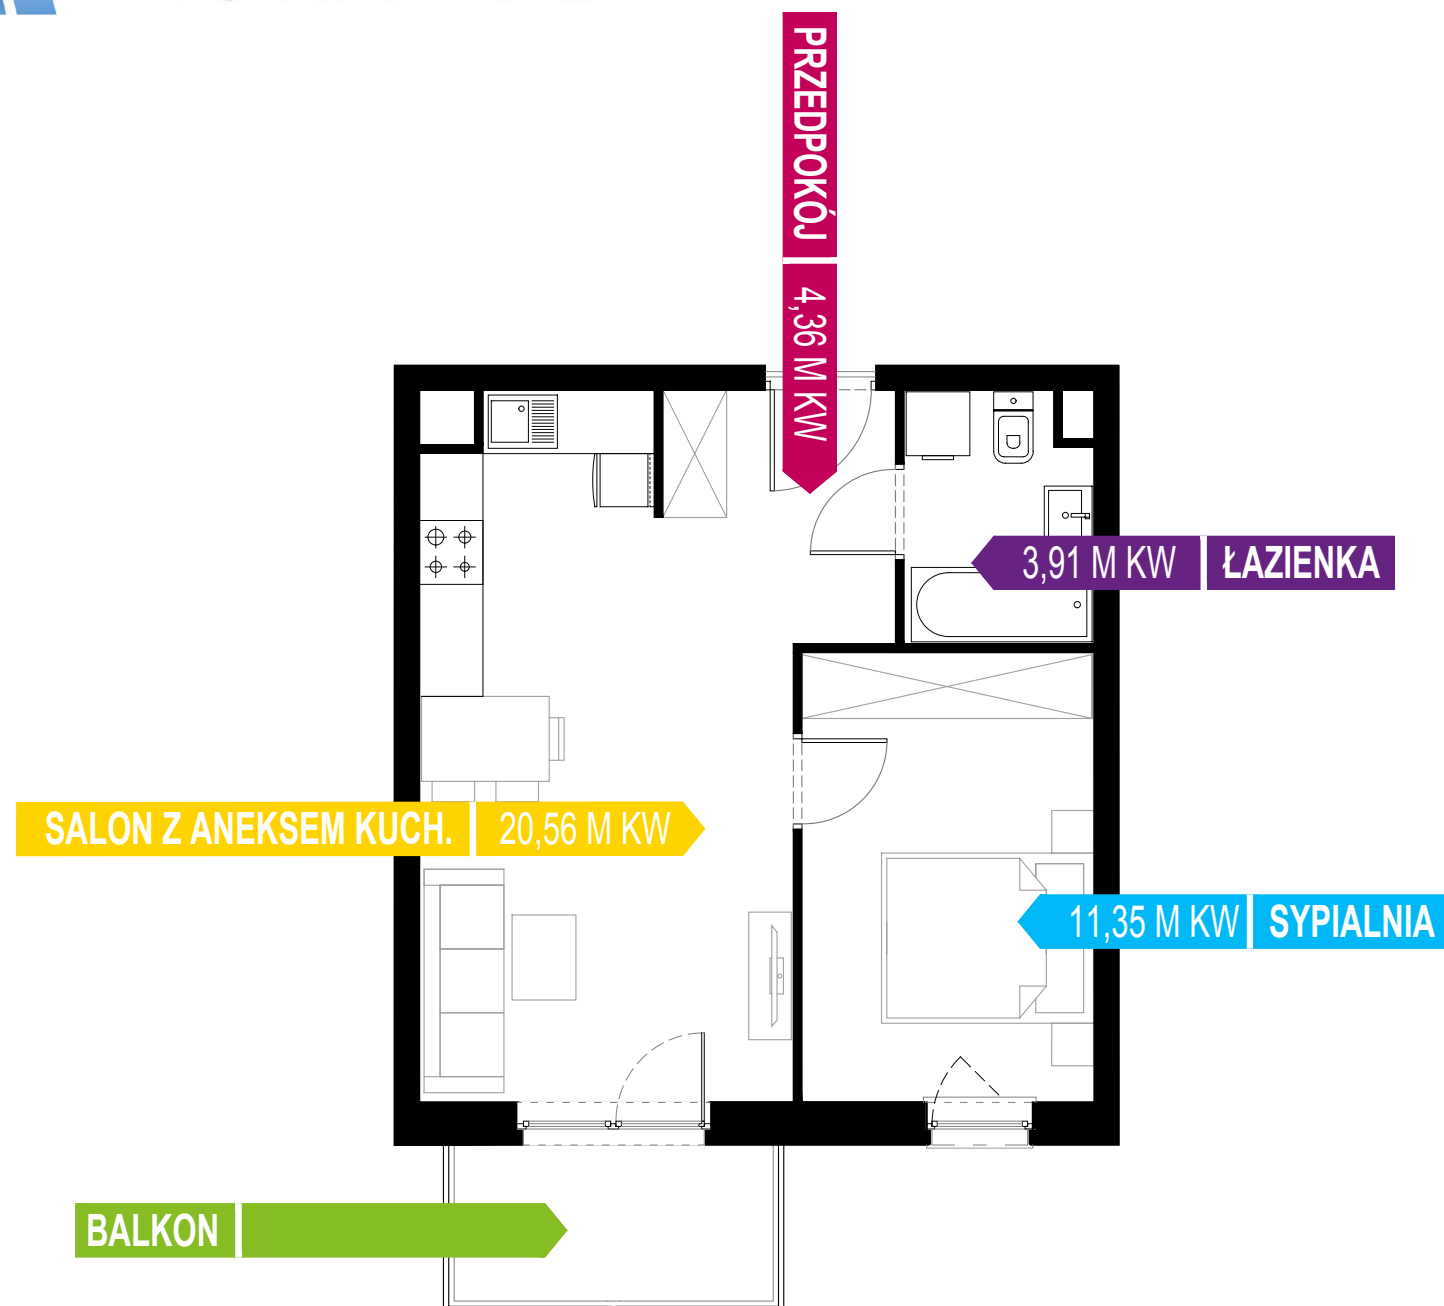 PRZEDPOKÓJ 4,36 M KW
3,91 M KW ŁAZIENKA
SALON Z ANEKSEM KUCH. 20,56 M KW
11,35 M KW SYPIALNIA
BALKON